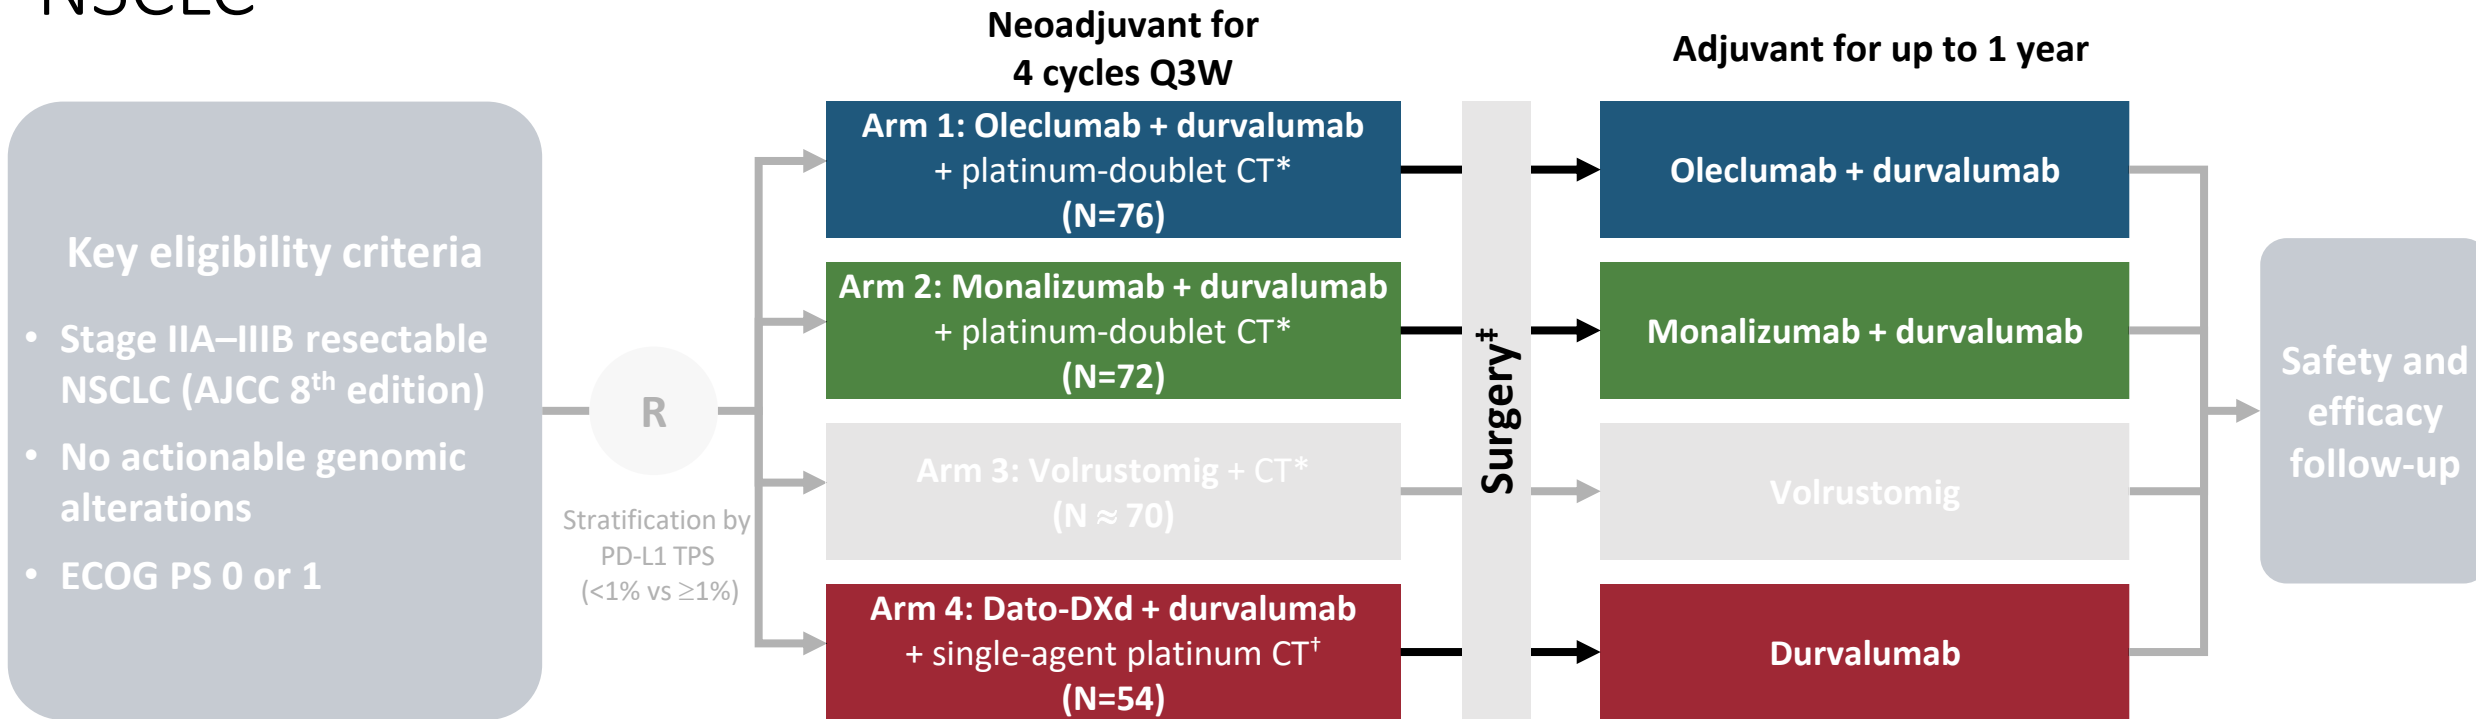 NSCLC
Neoadjuvant for
4 cycles Q3W
Adjuvant for up to 1 year
Key eligibility criteria
• Stage IIA–IIIB resectable
NSCLC (AJCC 8th edition)
• No actionable genomic
alterations
• ECOG PS 0 or 1
R
Stratification by
PD-L1 TPS
(<1% vs ≥1%)
Arm 1: Oleclumab + durvalumab
+ platinum-doublet CT*
(N=76)
Arm 2: Monalizumab + durvalumab
+ platinum-doublet CT*
(N=72)
Arm 3: Volrustomig + CT*
(N ≈ 70)
Arm 4: Dato-DXd + durvalumab
+ single-agent platinum CT†
(N=54)
Surgery‡
Oleclumab + durvalumab
Monalizumab + durvalumab
Volrustomig
Durvalumab
Safety and
efficacy
follow-up